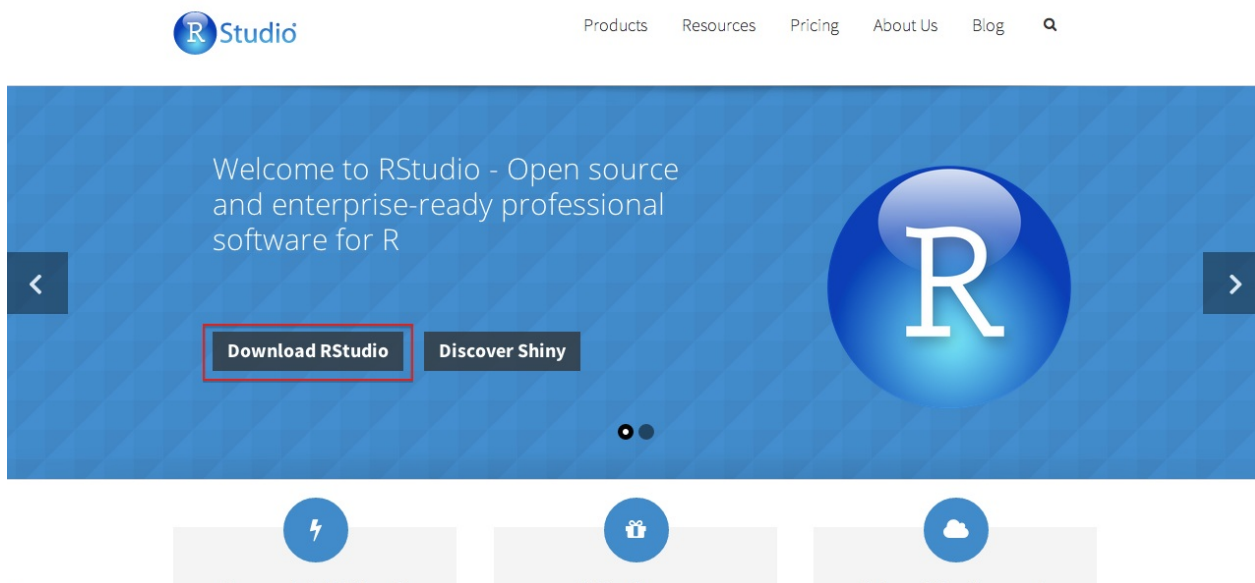 R Studio
Products Resources Pricing About Us Blog
Welcome to RStudio - Open source
and enterprise-ready professional
software for R
R
Download RStudio Discover Shiny